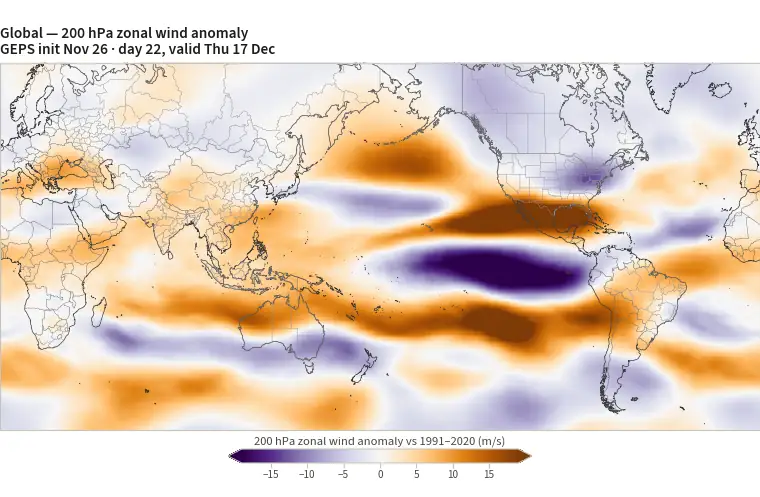 Global — 200 hPa zonal wind anomaly
GEPS init Nov 26 · day 22, valid Thu 17 Dec
200 hPa zonal wind anomaly vs 1991–2020 (m/s)
−15 −10 −5 0 5 10 15